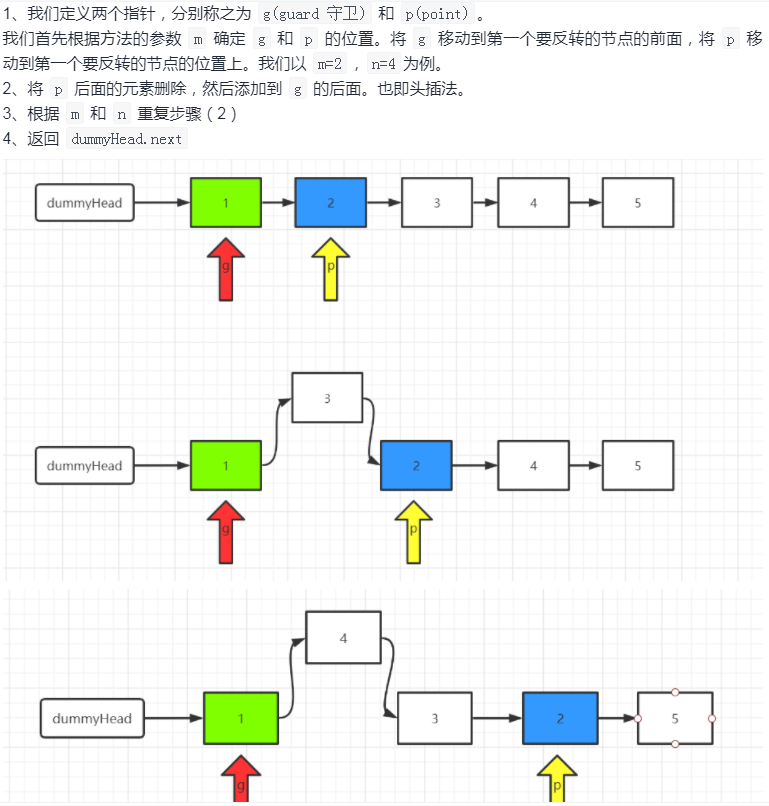 1、我们定义两个指针，分别称之为 g(guard 守卫) 和 p(point) 。
我们首先根据方法的参数 m 确定 g 和 p 的位置。将 g 移动到第一个要反转的节点的前面，将 p 移
动到第一个要反转的节点的位置上。我们以 m=2 ， n=4 为例。
2、将 p 后面的元素删除，然后添加到 g 的后面。也即头插法。
3、根据 m 和 n 重复步骤（2）
4、返回 dummyHead.next
dummyHead 1 2 3 4 5
g p
3
dummyHead 1 2 4 5
g p
4
dummyHead 1 3 2 5
g p